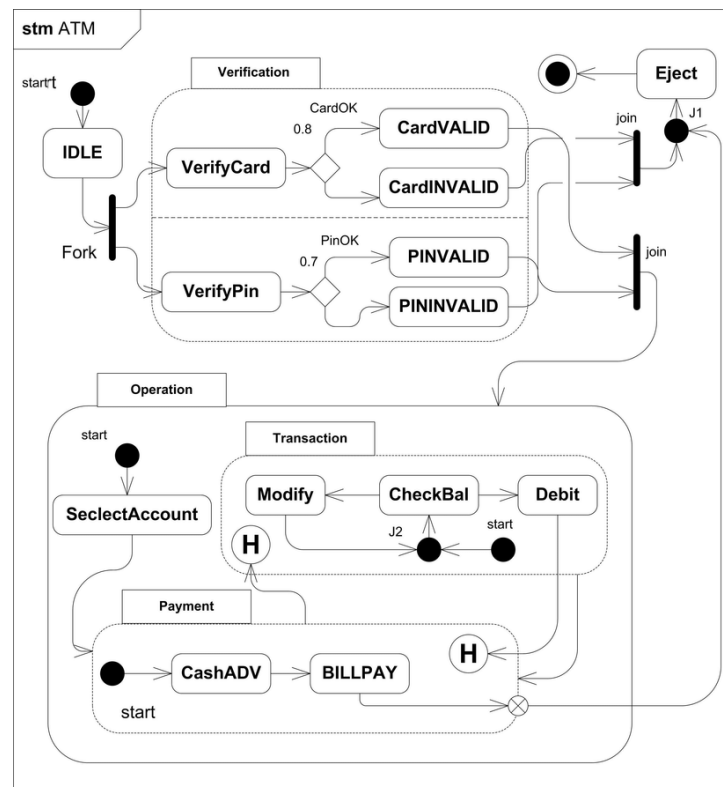 stm ATM
Verification
start't
IDLE
Fork
VerifyCard
CardOK
0.8
CardVALID
CardINVALID
VerifyPin
PinOK
0.7
PINVALID
PININVALID
Eject
J1
join
join
Operation
start
SeclectAccount
Transaction
Modify
CheckBal
Debit
J2
start
H
Payment
H
CashADV
BILLPAY
start